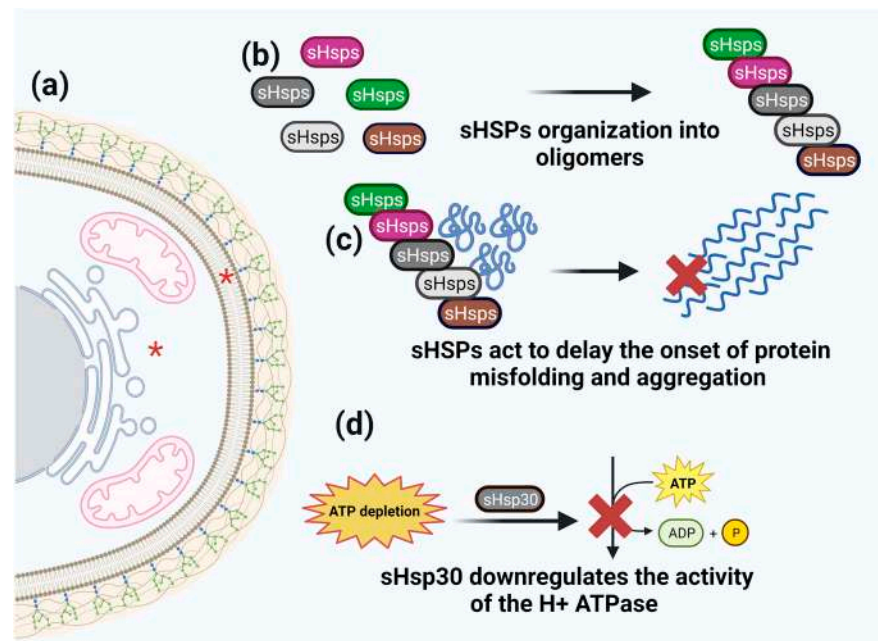 (a)
(b)
sHsps
sHsps
sHsps
sHsps
sHsps
sHSPs organization into
oligomers
sHsps
sHsps
sHsps
sHsps
sHsps
(c)
sHsps
sHsps
sHsps
sHsps
sHsps
sHSPs act to delay the onset of protein
misfolding and aggregation
(d)
ATP depletion
sHsp30
ATP
ADP + P
sHsp30 downregulates the activity
of the H+ ATPase